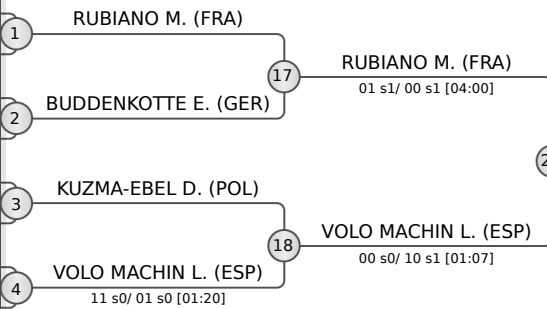 1
RUBIANO M. (FRA)
17
RUBIANO M. (FRA)
01 s1/ 00 s1 [04:00]
2
BUDDENKOTTE E. (GER)
3
KUZMA-EBEL D. (POL)
18
VOLO MACHIN L. (ESP)
00 s0/ 10 s1 [01:07]
4
VOLO MACHIN L. (ESP)
11 s0/ 01 s0 [01:20]